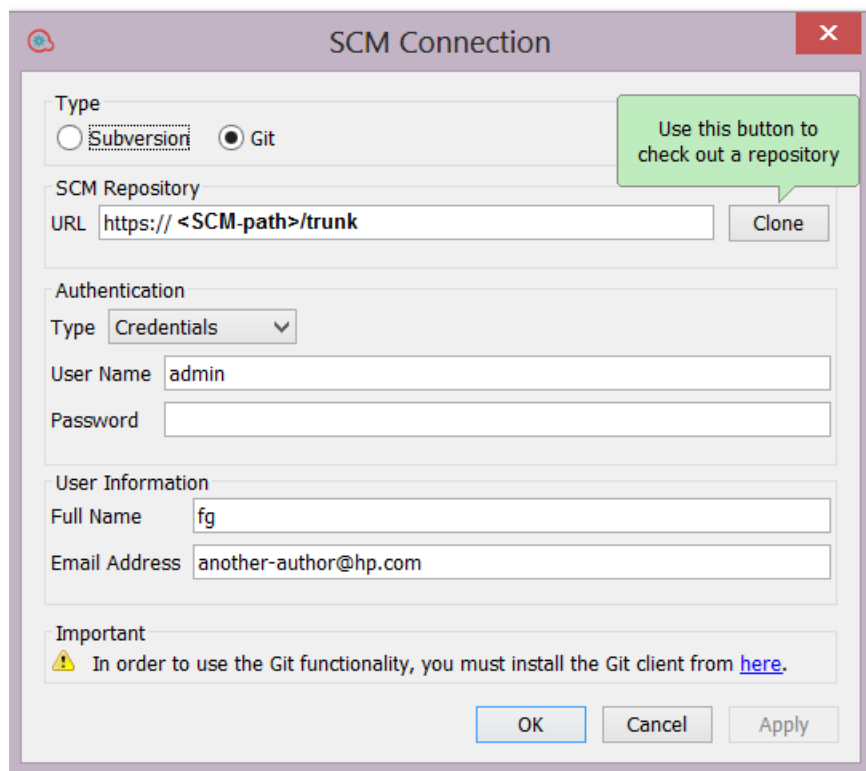 SCM Connection
Type
Subversion
Git
Use this button to
check out a repository
SCM Repository
URL https:// <SCM-path>/trunk Clone
Authentication
Type Credentials
User Name admin
Password
User Information
Full Name fg
Email Address another-author@hp.com
Important
In order to use the Git functionality, you must install the Git client from here.
OK Cancel Apply